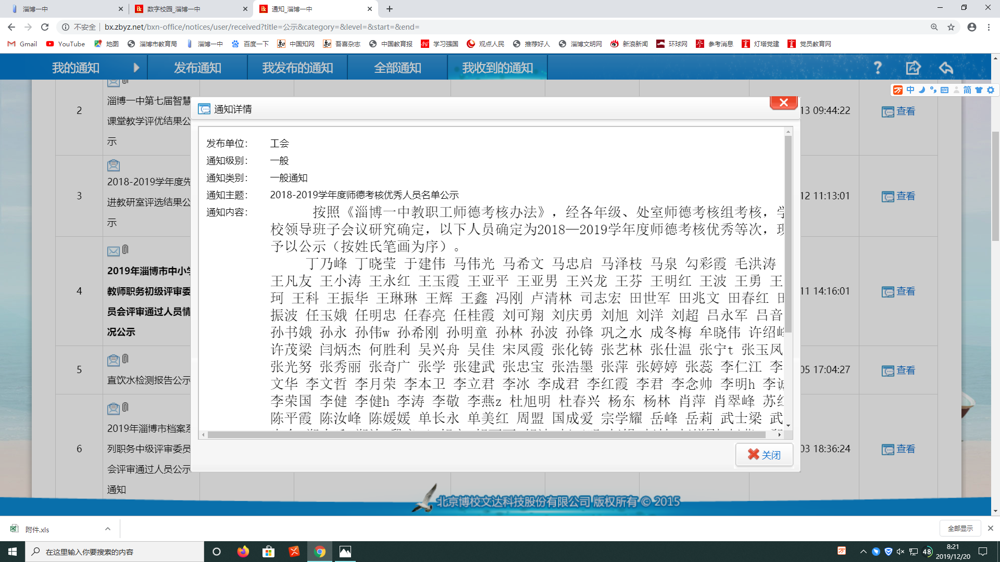 淄博一中
数字校园_淄博一中
通知_淄博一中
不安全
bx.zbyz.net/bxn-office/notices/user/received?title=公示&category=&level=&start=&end=
Gmail YouTube 地图 淄博市教育局 淄博一中 百度一下 中国知网 吾喜杂志 中国教育报 学习强国 观点人民 推荐好人 淄博文明网 新浪新闻 环球网 参考消息 灯塔党建 党员教育网
我的通知 发布通知 我发布的通知 全部通知 我收到的通知
中 简
2
淄博一中第七届智慧
课堂教学评优结果公
示
13 09:44:22
查看
3
2018-2019学年度先
进教研室评选结果公
示
12 11:13:01
查看
4
2019年淄博市中小学
教师职务初级评审委
员会评审通过人员情
况公示
11 14:16:01
查看
5
直饮水检测报告公示
05 17:04:27
查看
6
2019年淄博市档案系
列职务中级评审委员
会评审通过人员公示
通知
03 18:36:24
查看
通知详情
发布单位: 工会
通知级别: 一般
通知类别: 一般通知
通知主题: 2018-2019学年度师德考核优秀人员名单公示
通知内容: 按照《淄博一中教职工师德考核办法》，经各年级、处室师德考核组考核，学
校领导班子会议研究确定，以下人员确定为2018—2019学年度师德考核优秀等次，现
予以公示（按姓氏笔画为序）。
丁乃峰 丁晓莹 于建伟 马伟光 马希文 马忠启 马泽枝 马泉 勾彩霞 毛洪涛
王凡友 王小涛 王永红 王玉霞 王亚平 王亚男 王兴龙 王芬 王明红 王波 王勇 王
珂 王科 王振华 王琳琳 王辉 王鑫 冯刚 卢清林 司志宏 田世军 田兆文 田春红 田
振波 任玉娥 任明忠 任春亮 任桂霞 刘可翔 刘庆勇 刘旭 刘洋 刘超 吕永军 吕音
孙书娥 孙永 孙伟w 孙希刚 孙明童 孙林 孙波 孙锋 巩之水 成冬梅 牟晓伟 许绍峰
许茂梁 闫炳杰 何胜利 吴兴舟 吴佳 宋凤霞 张化铸 张艺林 张仕温 张宁t 张玉凤
张光努 张秀丽 张奇广 张学 张建武 张忠宝 张浩墨 张萍 张婷婷 张蕊 李仁江 李
文华 李文哲 李月荣 李本卫 李立君 李冰 李成君 李红霞 李君 李念帅 李明h 李诚
李荣国 李健 李健h 李涛 李敬 李燕z 杜旭明 杜春兴 杨东 杨林 肖萍 肖翠峰 苏红
陈平霞 陈汝峰 陈媛媛 单长永 单美红 周盟 国成爱 宗学耀 岳峰 岳莉 武士梁 武
关闭
北京博校文达科技股份有限公司 版权所有 © 2015
附件.xls
全部显示
在这里输入你要搜索的内容
48
8:21
2019/12/20